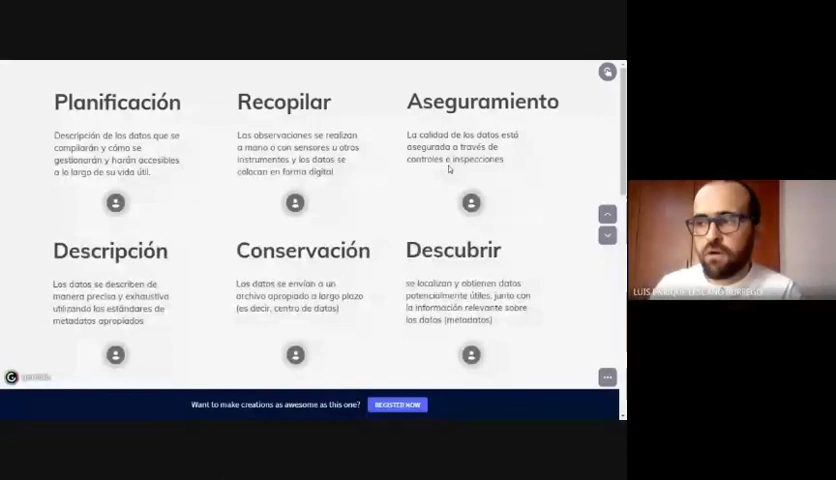 Planificación
Descripción de los datos que se
compilarán y cómo se
gestionarán y harán accesibles
a lo largo de su vida útil.
Recopilar
Las observaciones se realizan
a mano o con sensores u otros
instrumentos y los datos se
colocan en forma digital
Aseguramiento
La calidad de los datos está
asegurada a través de
controles e inspecciones
Descripción
Los datos se describen de
manera precisa y exhaustiva
utilizando los estándares de
metadatos apropiados
Conservación
Los datos se envían a un
archivo apropiado a largo plazo
(es decir, centro de datos)
Descubrir
se localizan y obtienen datos
potencialmente útiles, junto con
la información relevante sobre
los datos (metadatos)
LUIS ENRIQUE LESCANO BORREGO
genially
Want to make creations as awesome as this one?
REGISTER NOW